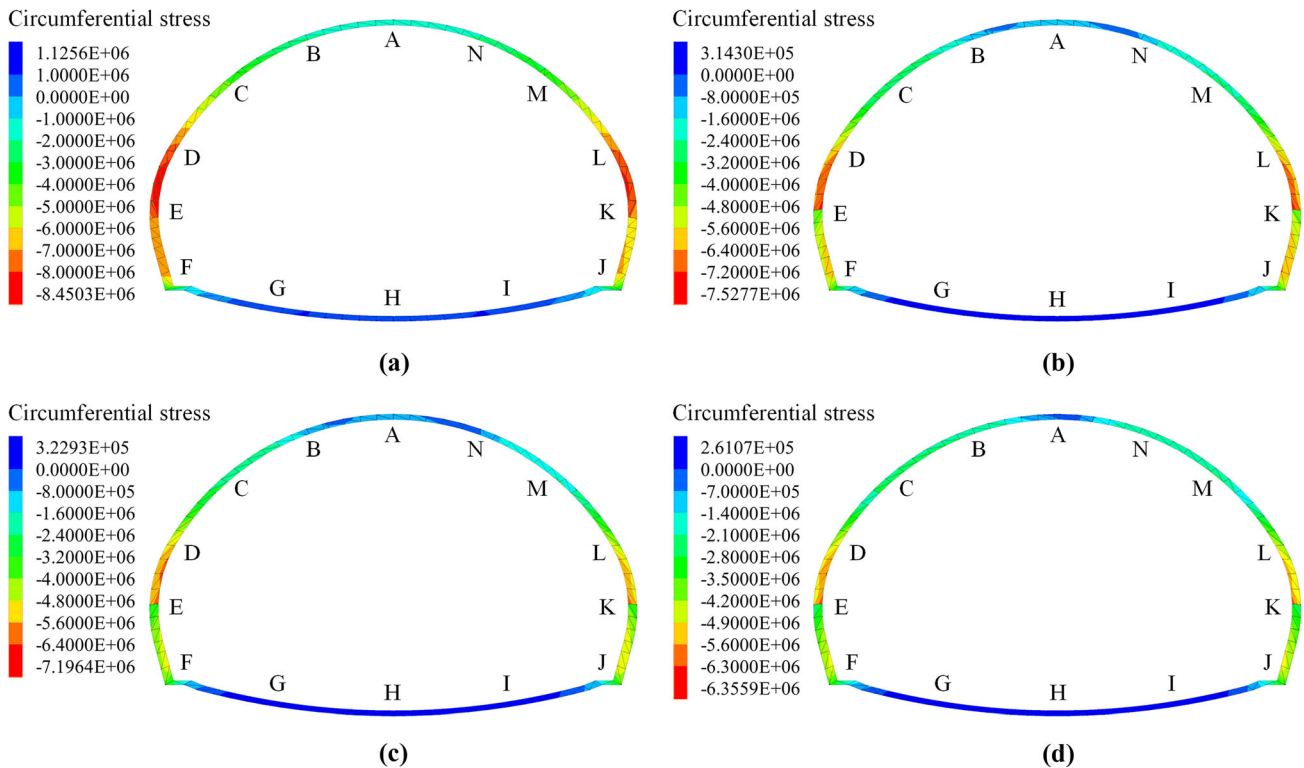 Circumferential stress
1.1256E+06
1.0000E+06
0.0000E+00
-1.0000E+06
-2.0000E+06
-3.0000E+06
-4.0000E+06
-5.0000E+06
-6.0000E+06
-7.0000E+06
-8.0000E+06
-8.4503E+06
A
B
N
C
M
D
L
E
K
F
J
G
I
H
(a)
Circumferential stress
3.1430E+05
0.0000E+00
-8.0000E+05
-1.6000E+06
-2.4000E+06
-3.2000E+06
-4.0000E+06
-4.8000E+06
-5.6000E+06
-6.4000E+06
-7.2000E+06
-7.5277E+06
A
B
N
C
M
D
L
E
K
F
J
G
I
H
(b)
Circumferential stress
3.2293E+05
0.0000E+00
-8.0000E+05
-1.6000E+06
-2.4000E+06
-3.2000E+06
-4.0000E+06
-4.8000E+06
-5.6000E+06
-6.4000E+06
-7.1964E+06
A
B
N
C
M
D
L
E
K
F
J
G
I
H
(c)
Circumferential stress
2.6107E+05
0.0000E+00
-7.0000E+05
-1.4000E+06
-2.1000E+06
-2.8000E+06
-3.5000E+06
-4.2000E+06
-4.9000E+06
-5.6000E+06
-6.3000E+06
-6.3559E+06
A
B
N
C
M
D
L
E
K
F
J
G
I
H
(d)